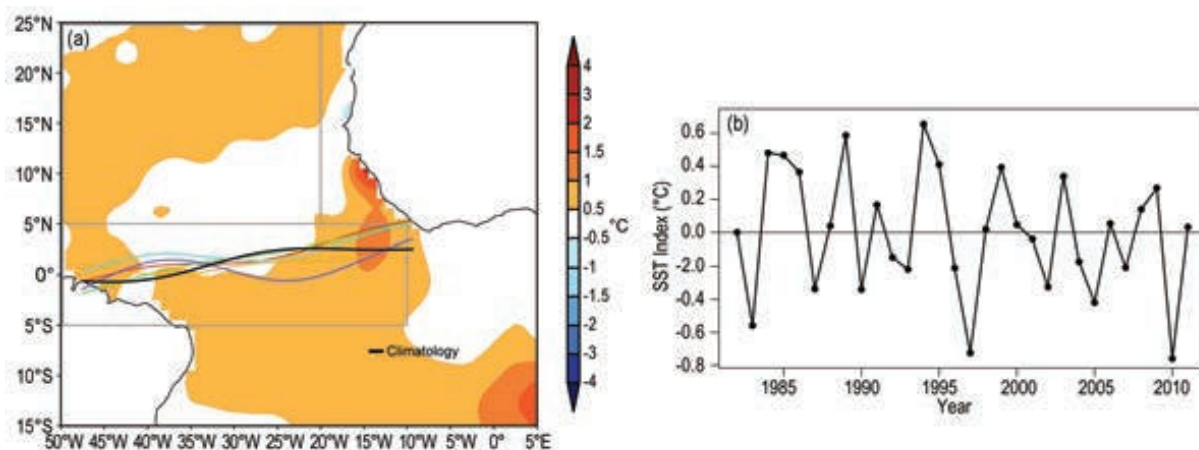 (a)
25°N
20°N
15°N
10°N
5°N
0°
5°S
10°S
15°S
50°W 45°W 40°W 35°W 30°W 25°W 20°W 15°W 10°W 5°W 0° 5°E
Climatology
4
3
2
1.5
1
0.5
-0.5
-1
-1.5
-2
-3
-4
°C
(b)
SST Index (°C)
0.6
0.4
0.2
0.0
-0.2
-0.4
-0.6
-0.8
1985 1990 1995 2000 2005 2010
Year